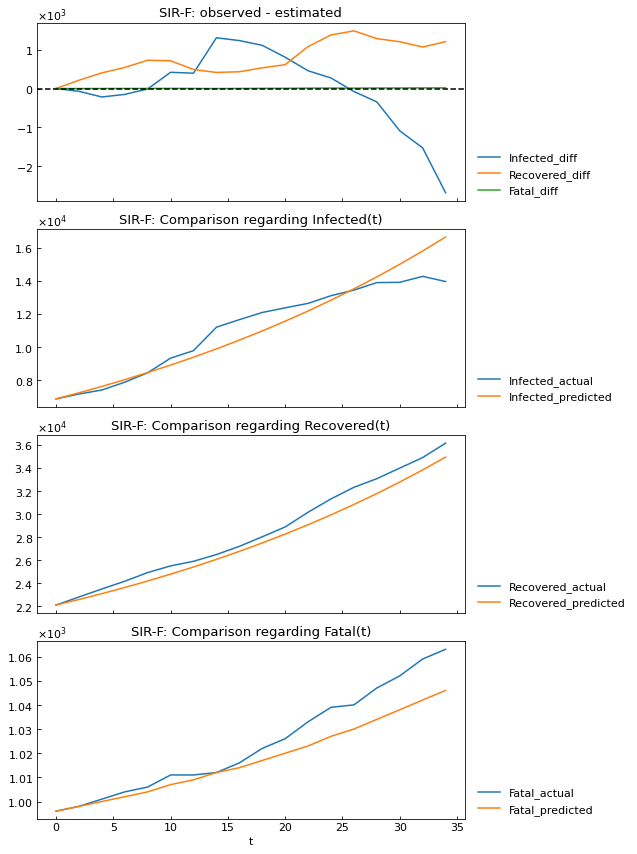 SIR-F: observed - estimated
×10³
1
0
−1
−2
Infected_diff
Recovered_diff
Fatal_diff
SIR-F: Comparison regarding Infected(t)
×10⁴
1.6
1.4
1.2
1.0
0.8
Infected_actual
Infected_predicted
SIR-F: Comparison regarding Recovered(t)
×10⁴
3.6
3.4
3.2
3.0
2.8
2.6
2.4
2.2
Recovered_actual
Recovered_predicted
SIR-F: Comparison regarding Fatal(t)
×10³
1.06
1.05
1.04
1.03
1.02
1.01
1.00
Fatal_actual
Fatal_predicted
0 5 10 15 20 25 30 35
t